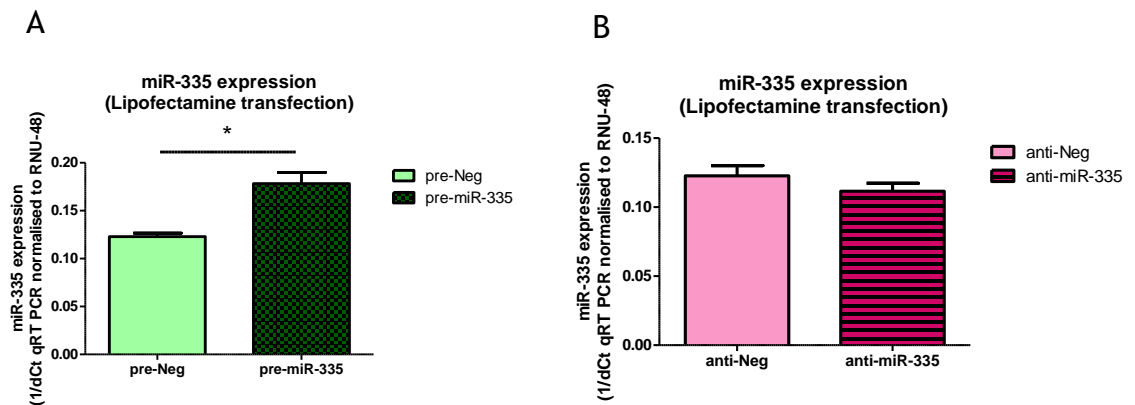 A
miR-335 expression
(Lipofectamine transfection)
*
miR-335 expression
(1/dCt qRT PCR normalised to RNU-48)
0.20
0.15
0.10
0.05
0.00
pre-Neg
pre-miR-335
pre-Neg
pre-miR-335
B
miR-335 expression
(Lipofectamine transfection)
miR-335 expression
(1/dCt qRT PCR normalised to RNU-48)
0.15
0.10
0.05
0.00
anti-Neg
anti-miR-335
anti-Neg
anti-miR-335